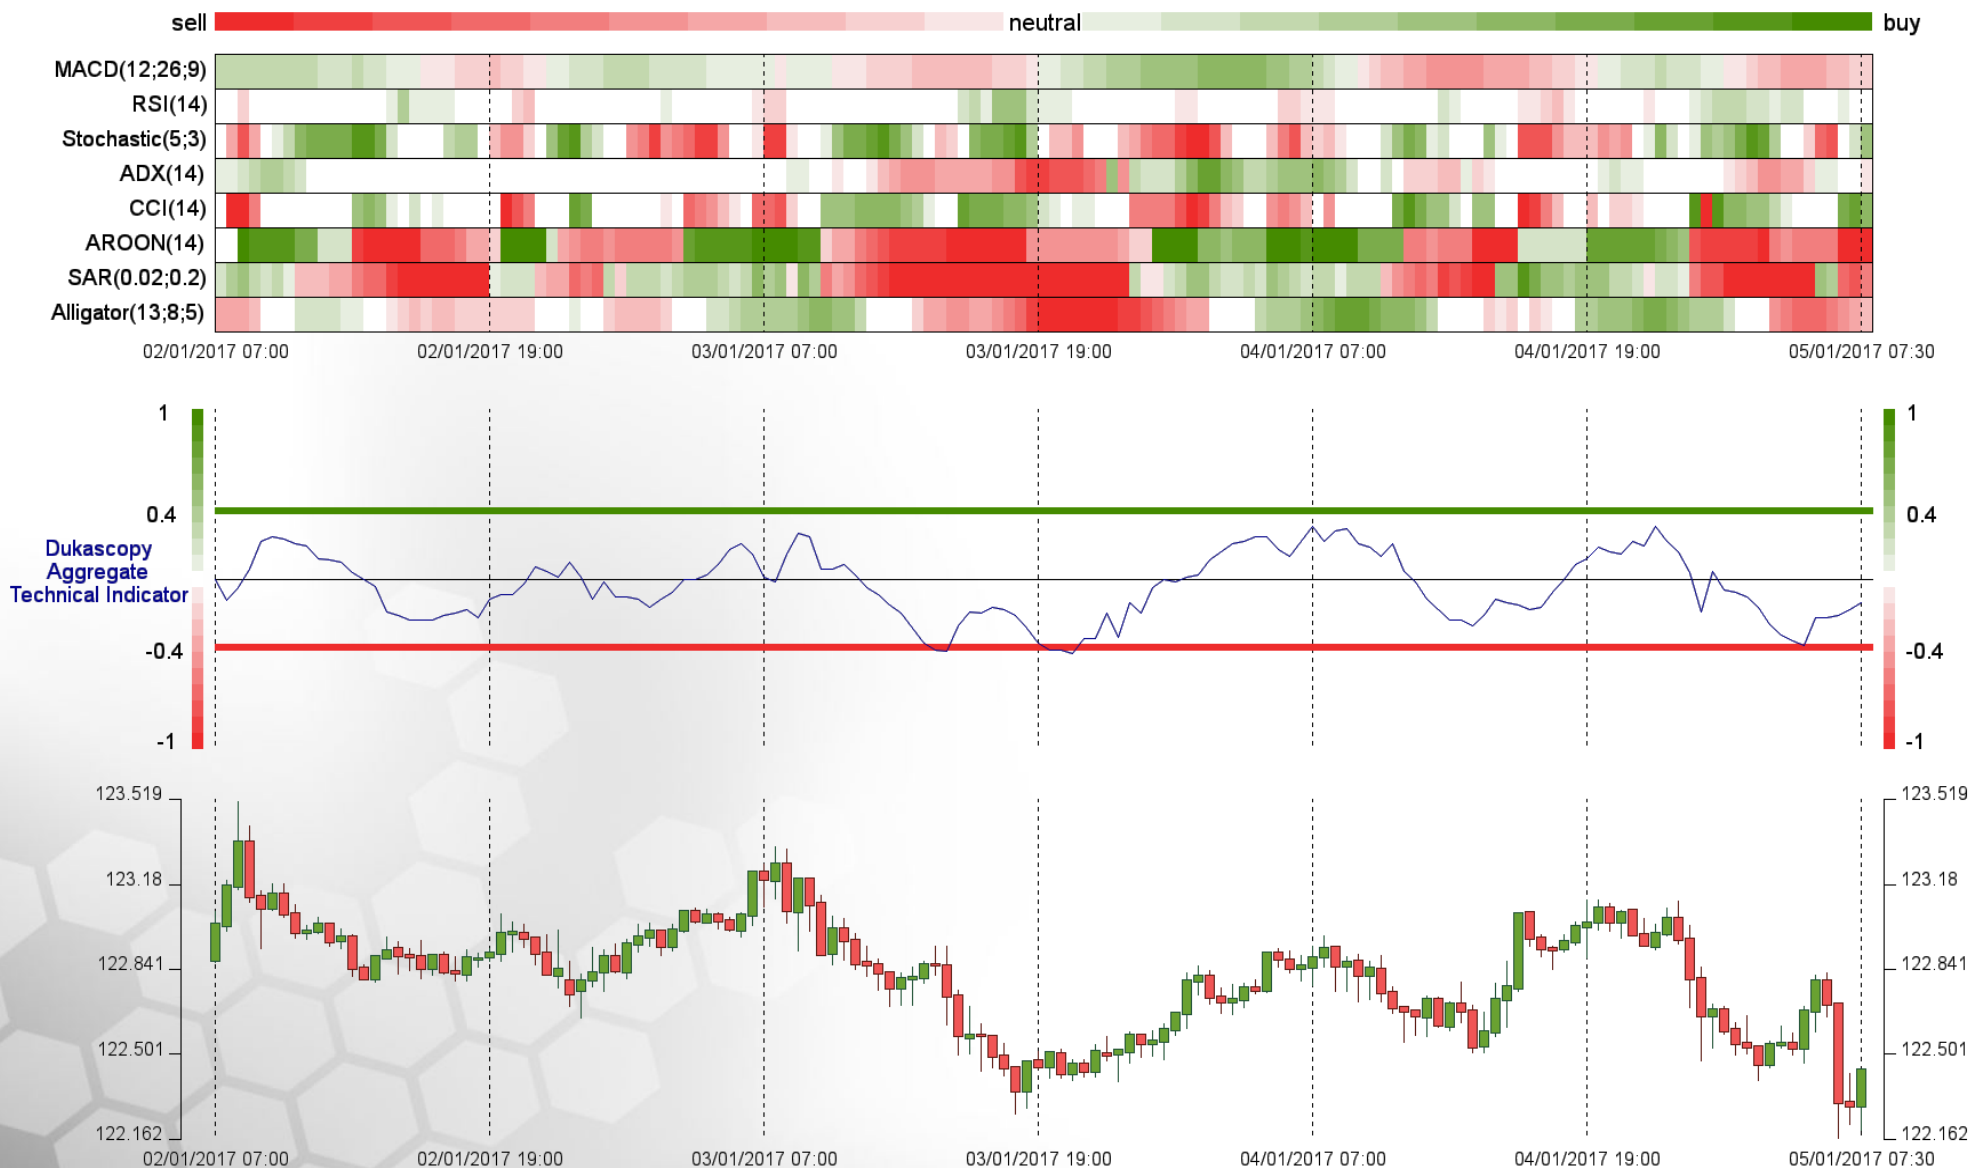 sell neutral buy
MACD(12;26;9)
RSI(14)
Stochastic(5;3)
ADX(14)
CCI(14)
AROON(14)
SAR(0.02;0.2)
Alligator(13;8;5)
02/01/2017 07:00 02/01/2017 19:00 03/01/2017 07:00 03/01/2017 19:00 04/01/2017 07:00 04/01/2017 19:00 05/01/2017 07:30
1 1
0.4 0.4
Dukascopy
Aggregate
Technical Indicator
-0.4 -0.4
-1 -1
123.519 123.519
123.18 123.18
122.841 122.841
122.501 122.501
122.162 122.162
02/01/2017 07:00 02/01/2017 19:00 03/01/2017 07:00 03/01/2017 19:00 04/01/2017 07:00 04/01/2017 19:00 05/01/2017 07:30